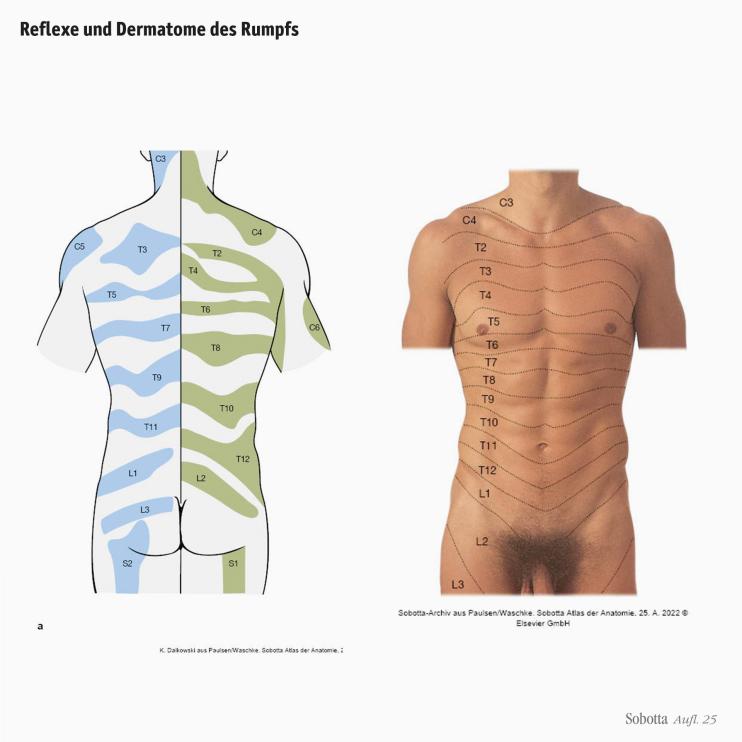 Reflexe und Dermatome des Rumpfs
C3
C4
C5
T3
T2
T4
T5
T6
C6
T7
T8
T9
T10
T11
T12
L1
L2
L3
S2
S1
a
K. Dalkowski aus Paulsen/Waschke. Sobotta Atlas der Anatomie, 2
C3
C4
T2
T3
T4
T5
T6
T7
T8
T9
T10
T11
T12
L1
L2
L3
Sobotta-Archiv aus Paulsen/Waschke. Sobotta Atlas der Anatomie, 25. A. 2022 ©
Elsevier GmbH
Sobotta Aufl. 25